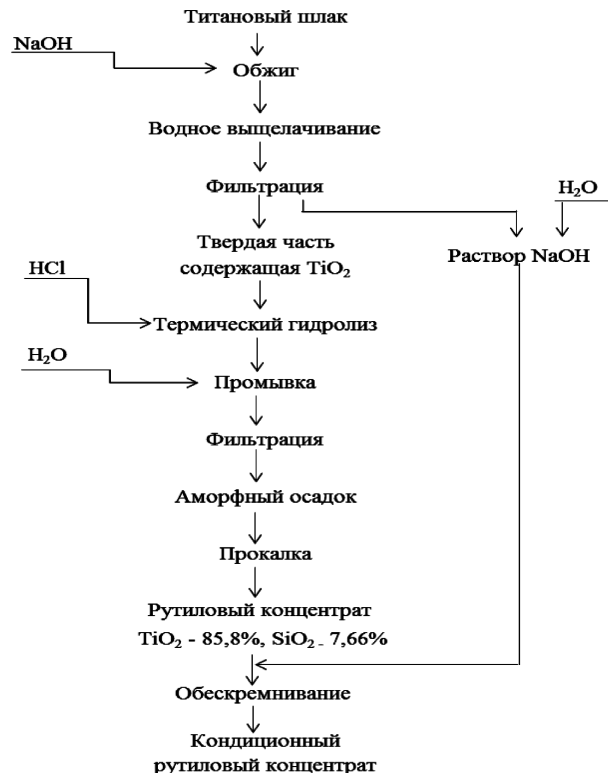 Титановый шлак
NaOH
Обжиг
Водное выщелачивание
Фильтрация
H₂O
Твердая часть
содержащая TiO₂
Раствор NaOH
HCl
Термический гидролиз
H₂O
Промывка
Фильтрация
Аморфный осадок
Прокалка
Рутиловый концентрат
TiO₂ - 85,8%, SiO₂ - 7,66%
Обескремнивание
Кондиционный
рутиловый концентрат